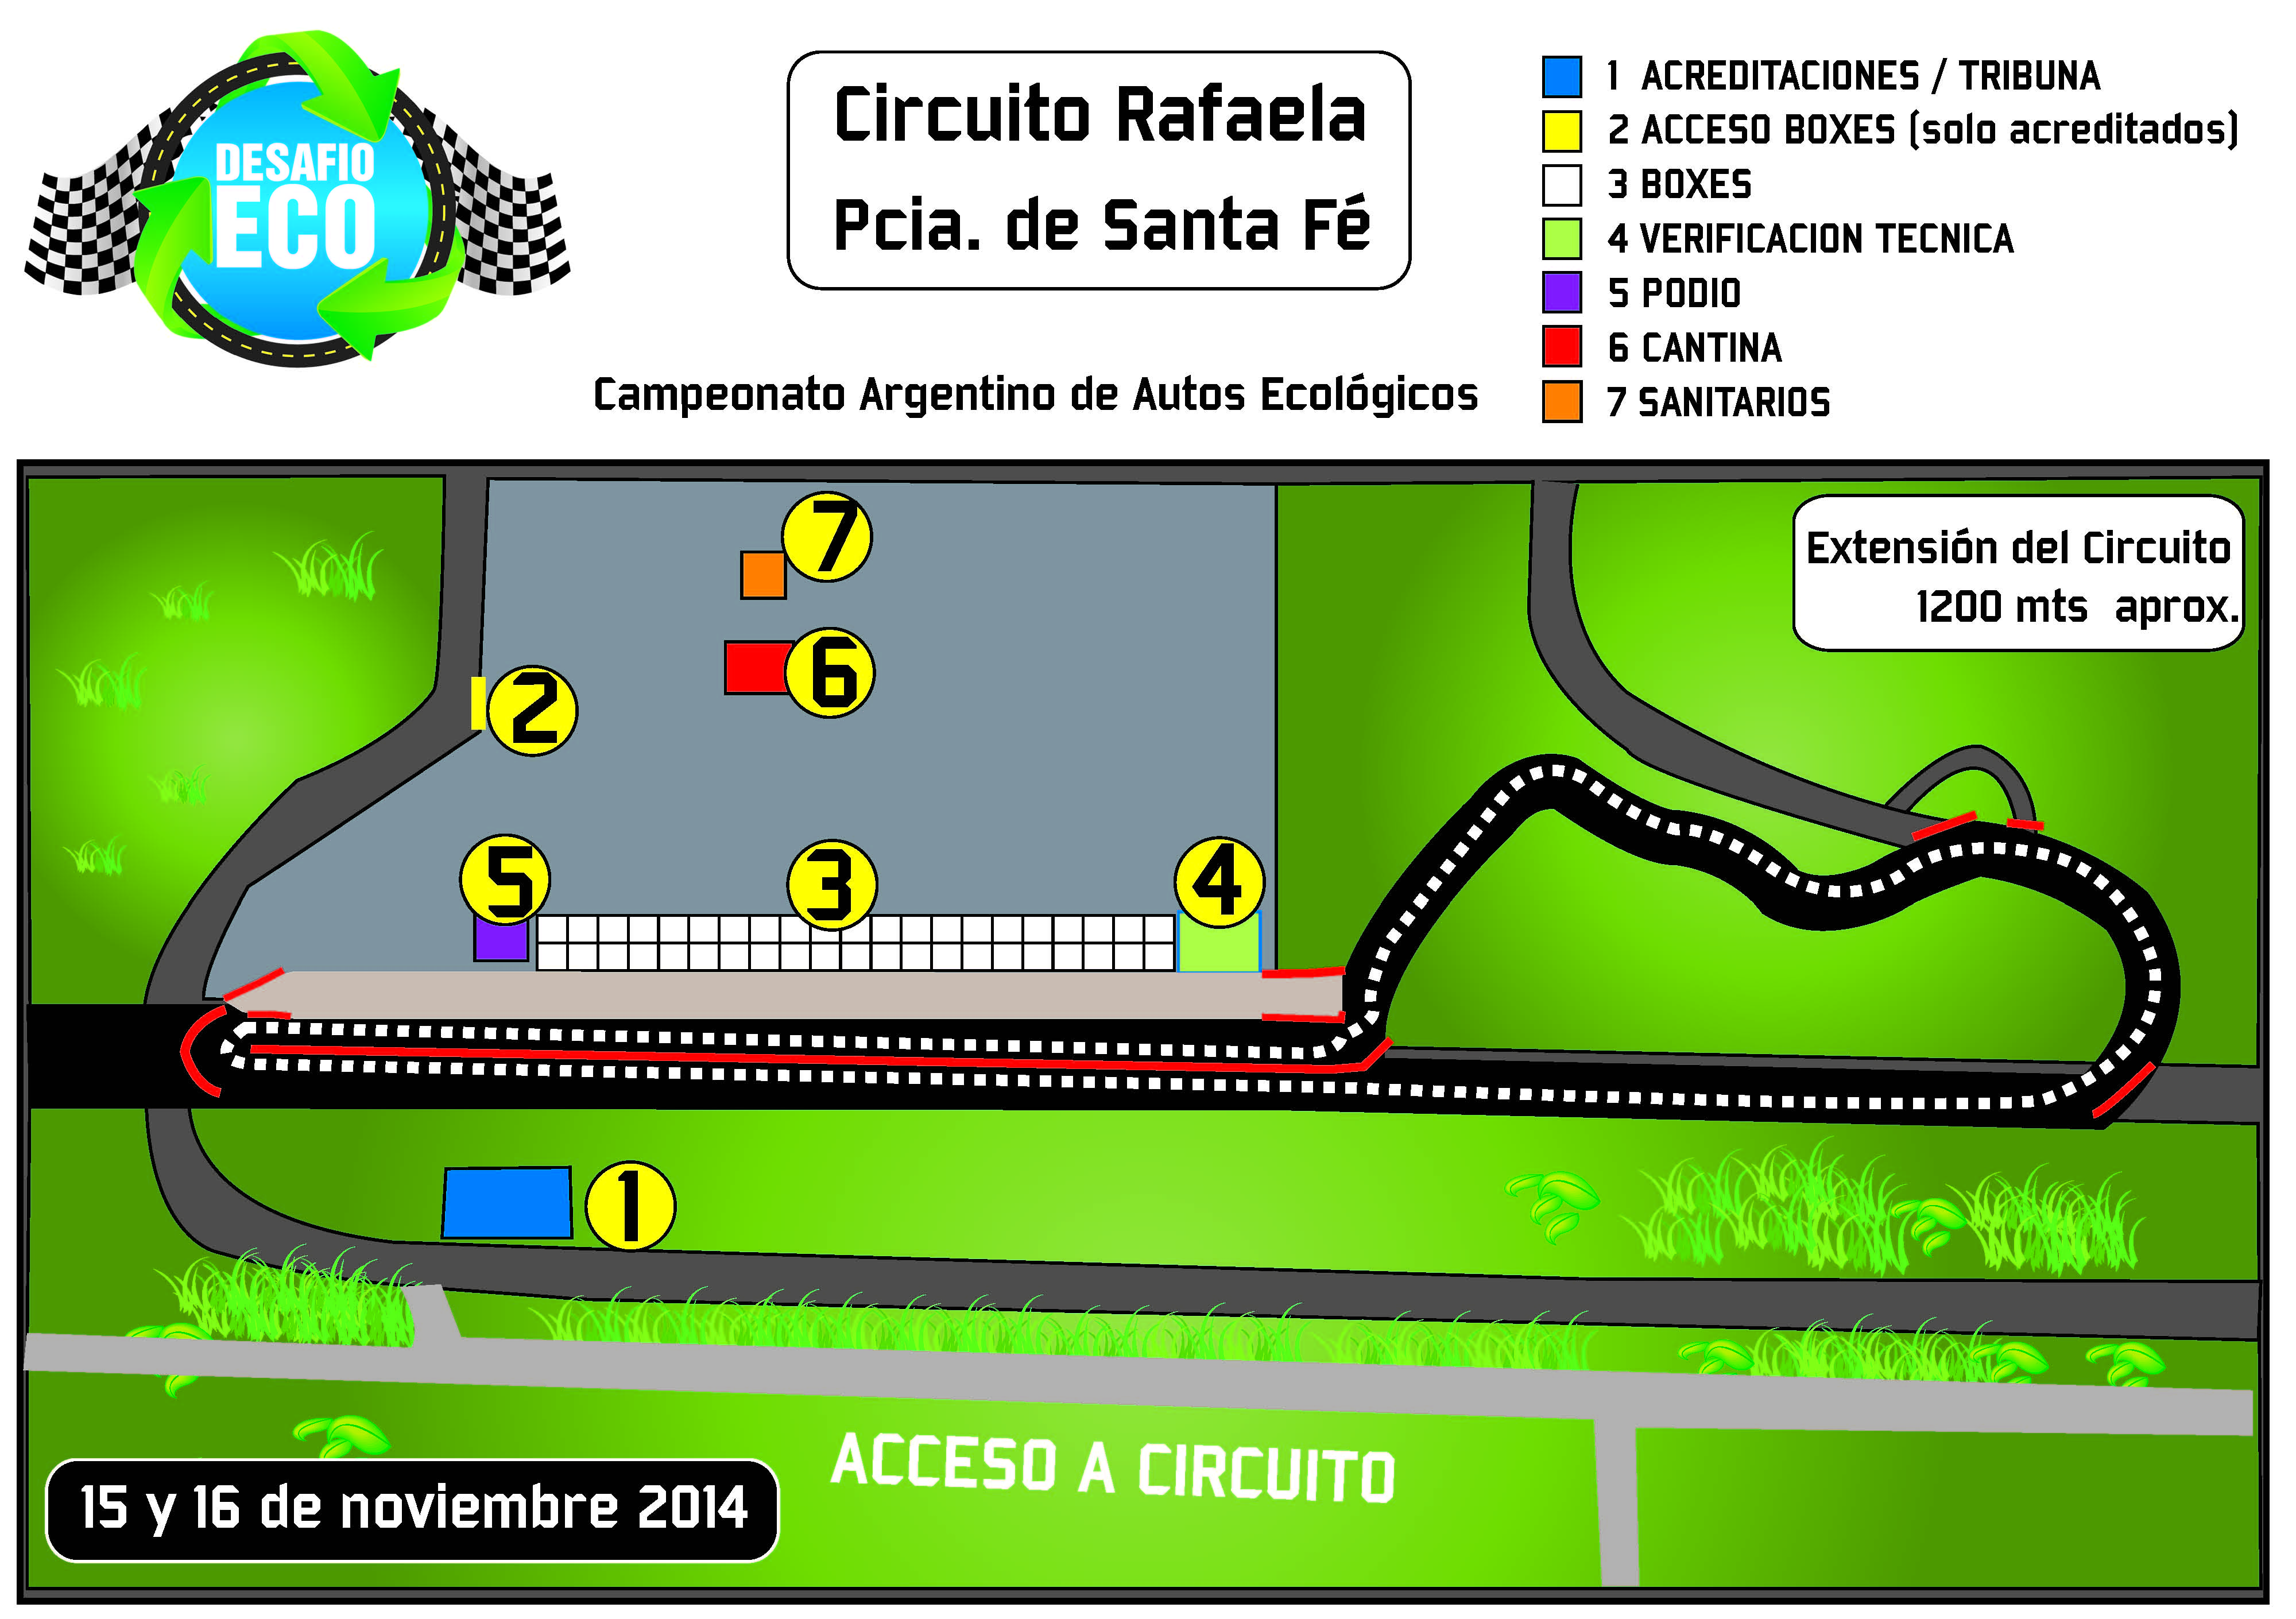 DESAFIO
ECO
Circuito Rafaela
Pcia. de Santa Fé
Campeonato Argentino de Autos Ecológicos
1 ACREDITACIONES / TRIBUNA
2 ACCESO BOXES (solo acreditados)
3 BOXES
4 VERIFICACION TECNICA
5 PODIO
6 CANTINA
7 SANITARIOS
Extensión del Circuito
1200 mts aprox.
7
6
2
5
3
4
1
ACCESO A CIRCUITO
15 y 16 de noviembre 2014